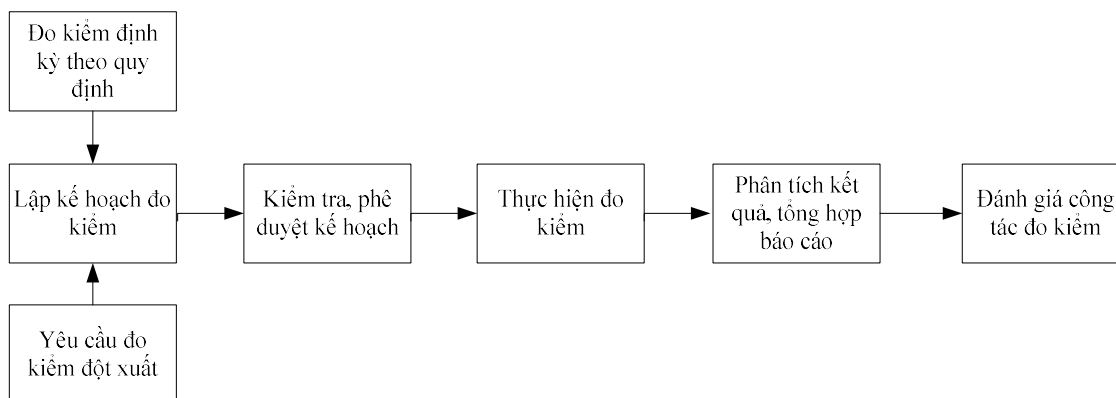 Đo kiểm định
kỳ theo quy
định
Lập kế hoạch đo
kiểm
Kiểm tra, phê
duyệt kế hoạch
Thực hiện đo
kiểm
Phân tích kết
quả, tổng hợp
báo cáo
Đánh giá công
tác đo kiểm
Yêu cầu đo
kiểm đột xuất